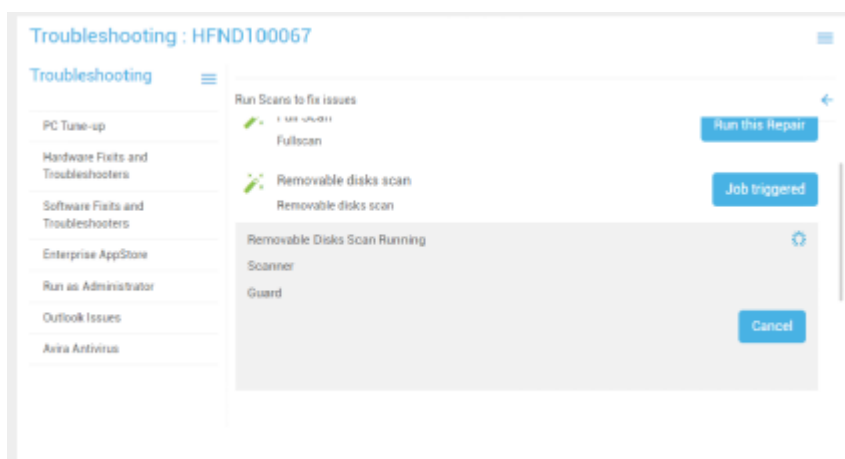 Troubleshooting : HFND100067
Troubleshooting
PC Tune-up
Hardware Fixits and
Troubleshooters
Software Fixits and
Troubleshooters
Enterprise AppStore
Run as Administrator
Outlook Issues
Avira Antivirus
Run Scans to fix issues
Full Scan
Run this Repair
Fullscan
Removable disks scan
Job triggered
Removable disks scan
Removable Disks Scan Running
Scanner
Guard
Cancel